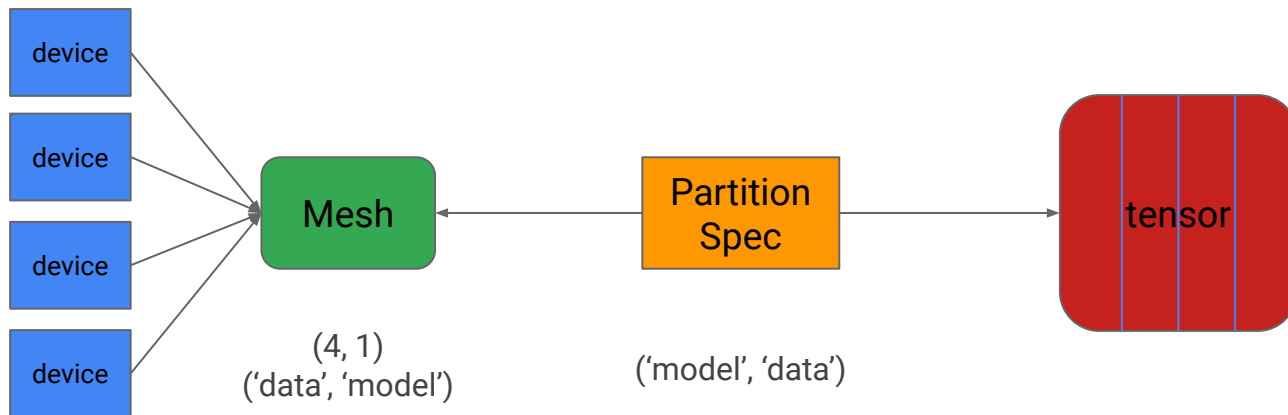 device
device
device
device
Mesh
(4, 1)
(‘data’, ‘model’)
Partition
Spec
(‘model’, ‘data’)
tensor